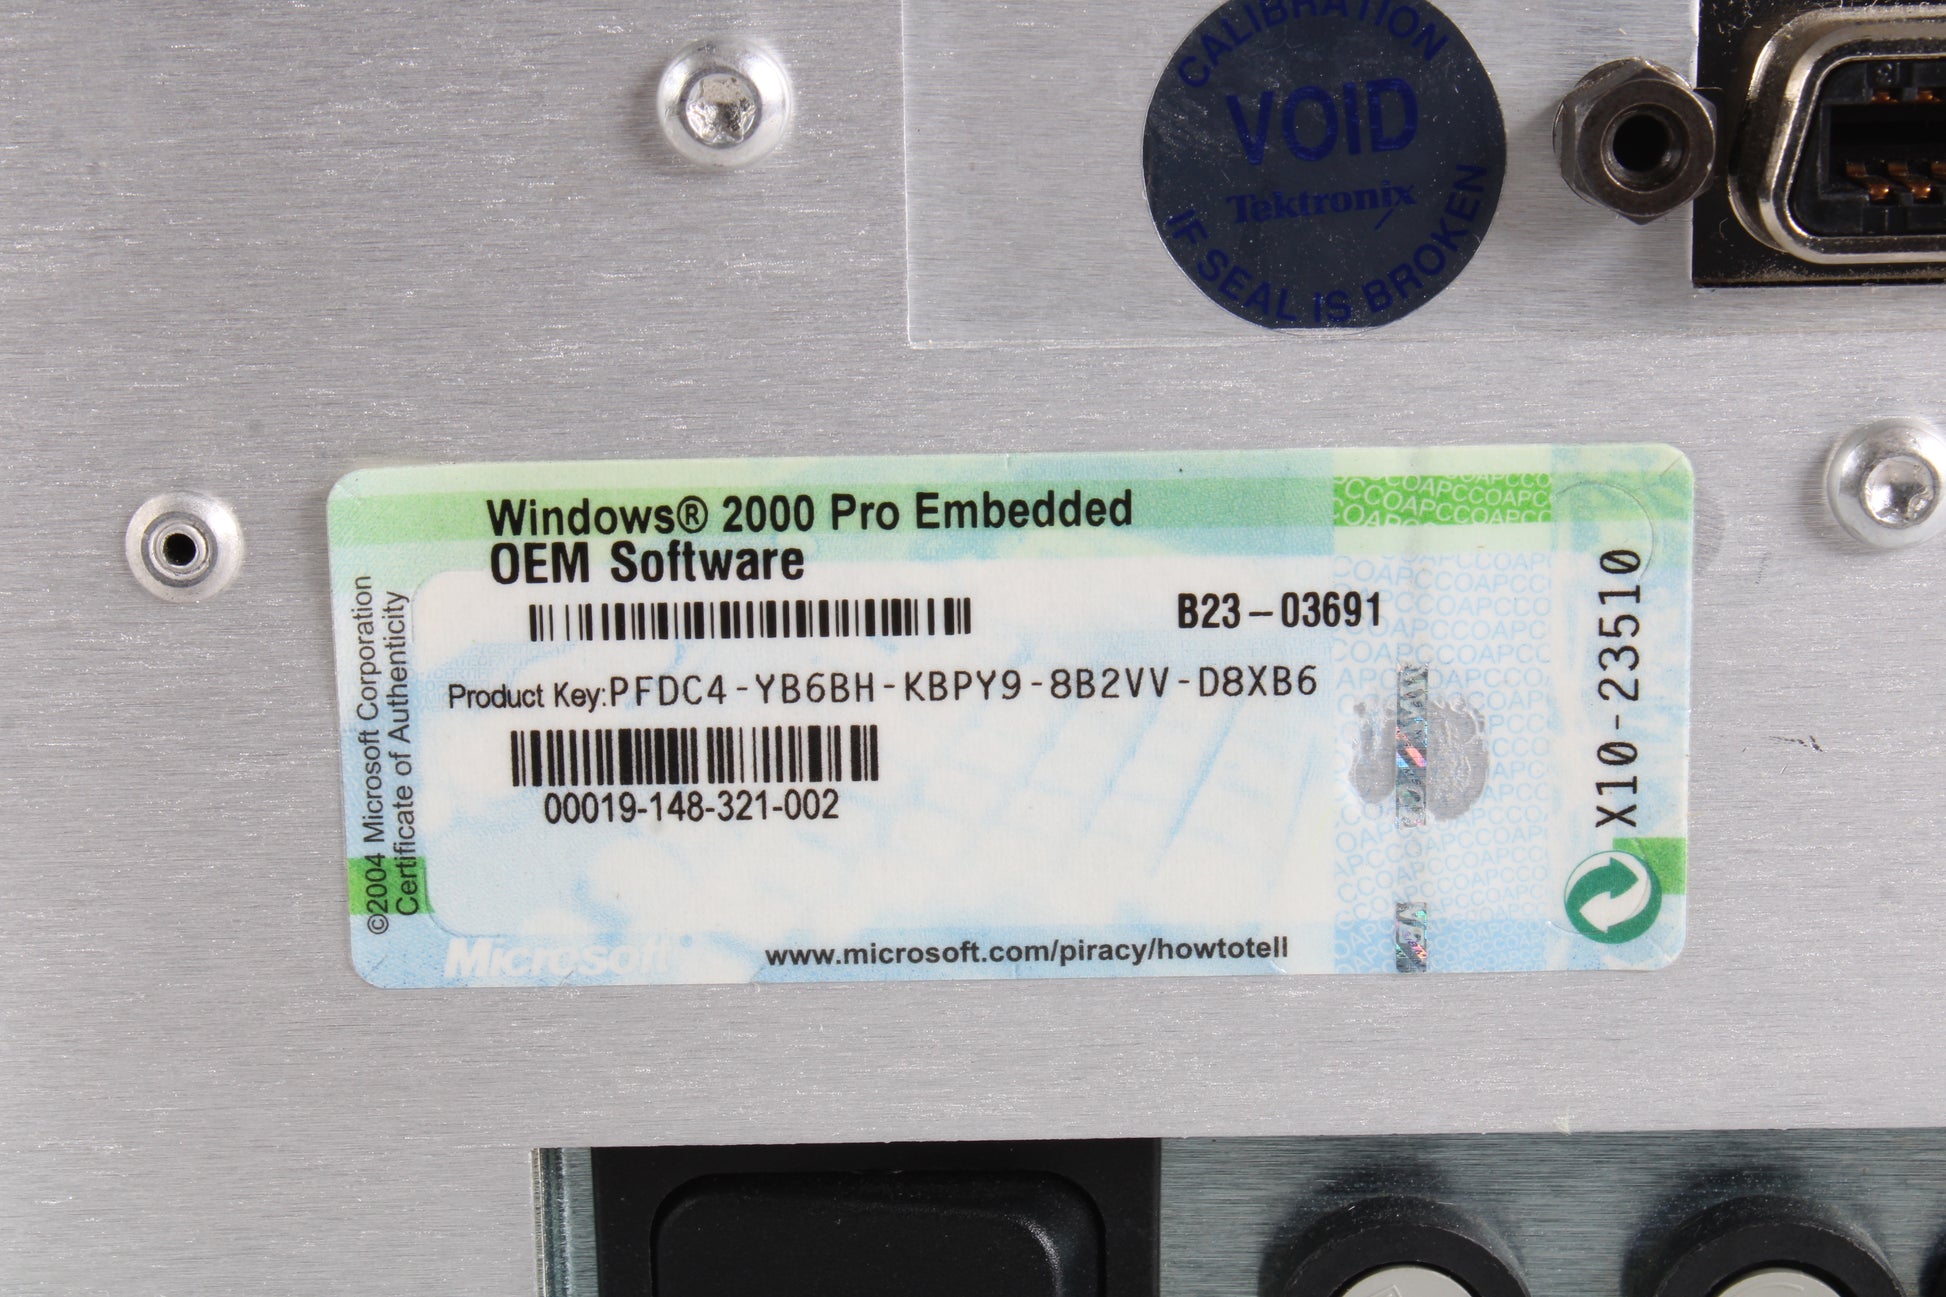 CALIBRATION
VOID
Tektronix
IF SEAL IS BROKEN
Windows® 2000 Pro Embedded
OEM Software
B23-03691
Product Key:PFDC4-YB6BH-KBPY9-8B2VV-D8XB6
00019-148-321-002
©2004 Microsoft Corporation
Certificate of Authenticity
X10-23510
Microsoft
www.microsoft.com/piracy/howtotell